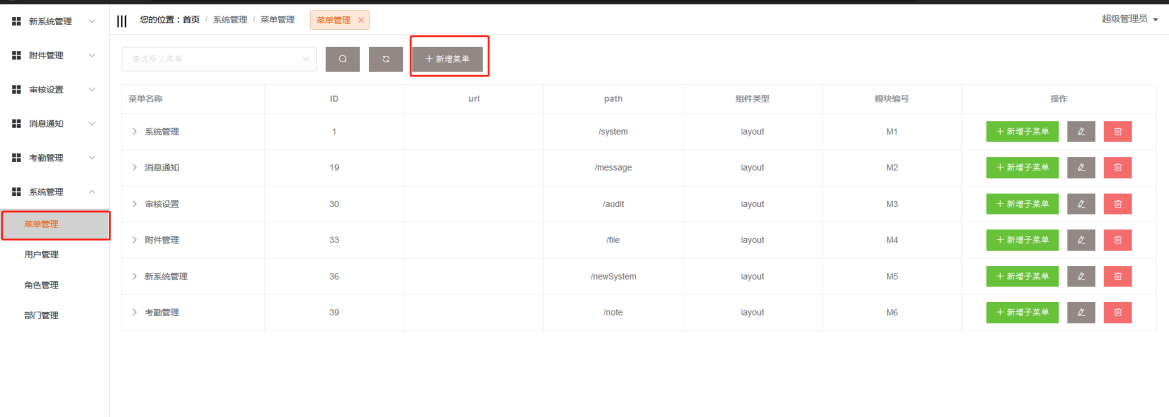 新系统管理
附件管理
审核设置
消息通知
考勤管理
系统管理
菜单管理
用户管理
角色管理
部门管理
您的位置：首页 / 系统管理 / 菜单管理 菜单管理 ×
超级管理员
请选择父菜单
+ 新增菜单
菜单名称 ID url path 组件类型 模块编号 操作
系统管理 1 /system layout M1 + 新增子菜单
消息通知 19 /message layout M2 + 新增子菜单
审核设置 30 /audit layout M3 + 新增子菜单
附件管理 33 /file layout M4 + 新增子菜单
新系统管理 36 /newSystem layout M5 + 新增子菜单
考勤管理 39 /note layout M6 + 新增子菜单